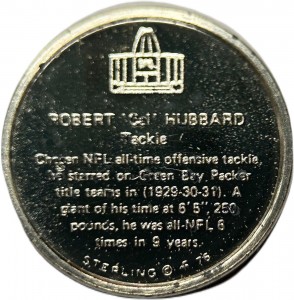 ROBERT "Cal" HUBBARD
Tackle
Chosen NFL all-time offensive tackle,
he starred on Green Bay Packer
title teams in (1929-30-31). A
giant of his time at 6'5", 250
pounds, he was all-NFL 6
times in 9 years.
STERLING © 76